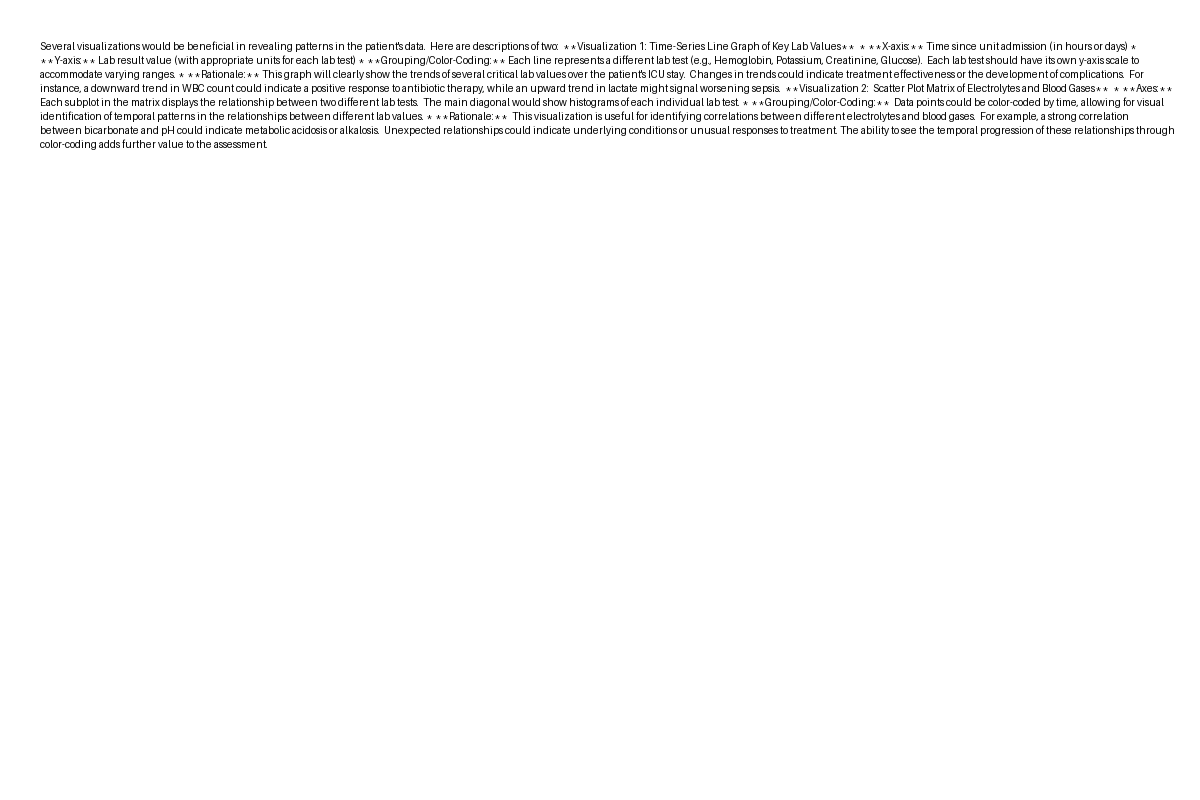 Several visualizations would be beneficial in revealing patterns in the patient's data.  Here are descriptions of two:  **Visualization 1: Time-Series Line Graph of Key Lab Values**  * **X-axis:** Time since unit admission (in hours or days) *
**Y-axis:** Lab result value (with appropriate units for each lab test) * **Grouping/Color-Coding:** Each line represents a different lab test (e.g., Hemoglobin, Potassium, Creatinine, Glucose).  Each lab test should have its own y-axis scale to
accommodate varying ranges. * **Rationale:** This graph will clearly show the trends of several critical lab values over the patient's ICU stay.  Changes in trends could indicate treatment effectiveness or the development of complications.  For
instance, a downward trend in WBC count could indicate a positive response to antibiotic therapy, while an upward trend in lactate might signal worsening sepsis.  **Visualization 2:  Scatter Plot Matrix of Electrolytes and Blood Gases**  * **Axes:**
Each subplot in the matrix displays the relationship between two different lab tests.  The main diagonal would show histograms of each individual lab test. * **Grouping/Color-Coding:**  Data points could be color-coded by time, allowing for visual
identification of temporal patterns in the relationships between different lab values. * **Rationale:**  This visualization is useful for identifying correlations between different electrolytes and blood gases.  For example, a strong correlation
between bicarbonate and pH could indicate metabolic acidosis or alkalosis.  Unexpected relationships could indicate underlying conditions or unusual responses to treatment. The ability to see the temporal progression of these relationships through
color-coding adds further value to the assessment.